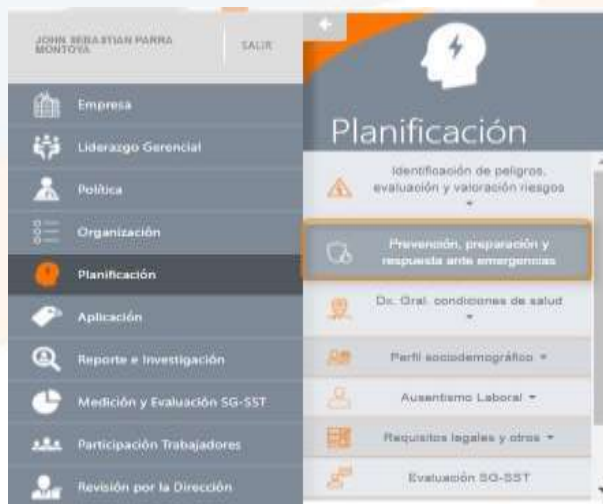 JOHN SEBASTIAN PARRA
MONTOYA
SALIR
Empresa
Liderazgo Gerencial
Política
Organización
Planificación
Aplicación
Reporte e Investigación
Medición y Evaluación SG-SST
Participación Trabajadores
Revisión por la Dirección
Planificación
Identificación de peligros,
evaluación y valoración riesgos
Prevención, preparación y
respuesta ante emergencias
Dx. Gral. condiciones de salud
Perfil sociodemográfico
Ausentismo Laboral
Requisitos legales y otros
Evaluación SG-SST